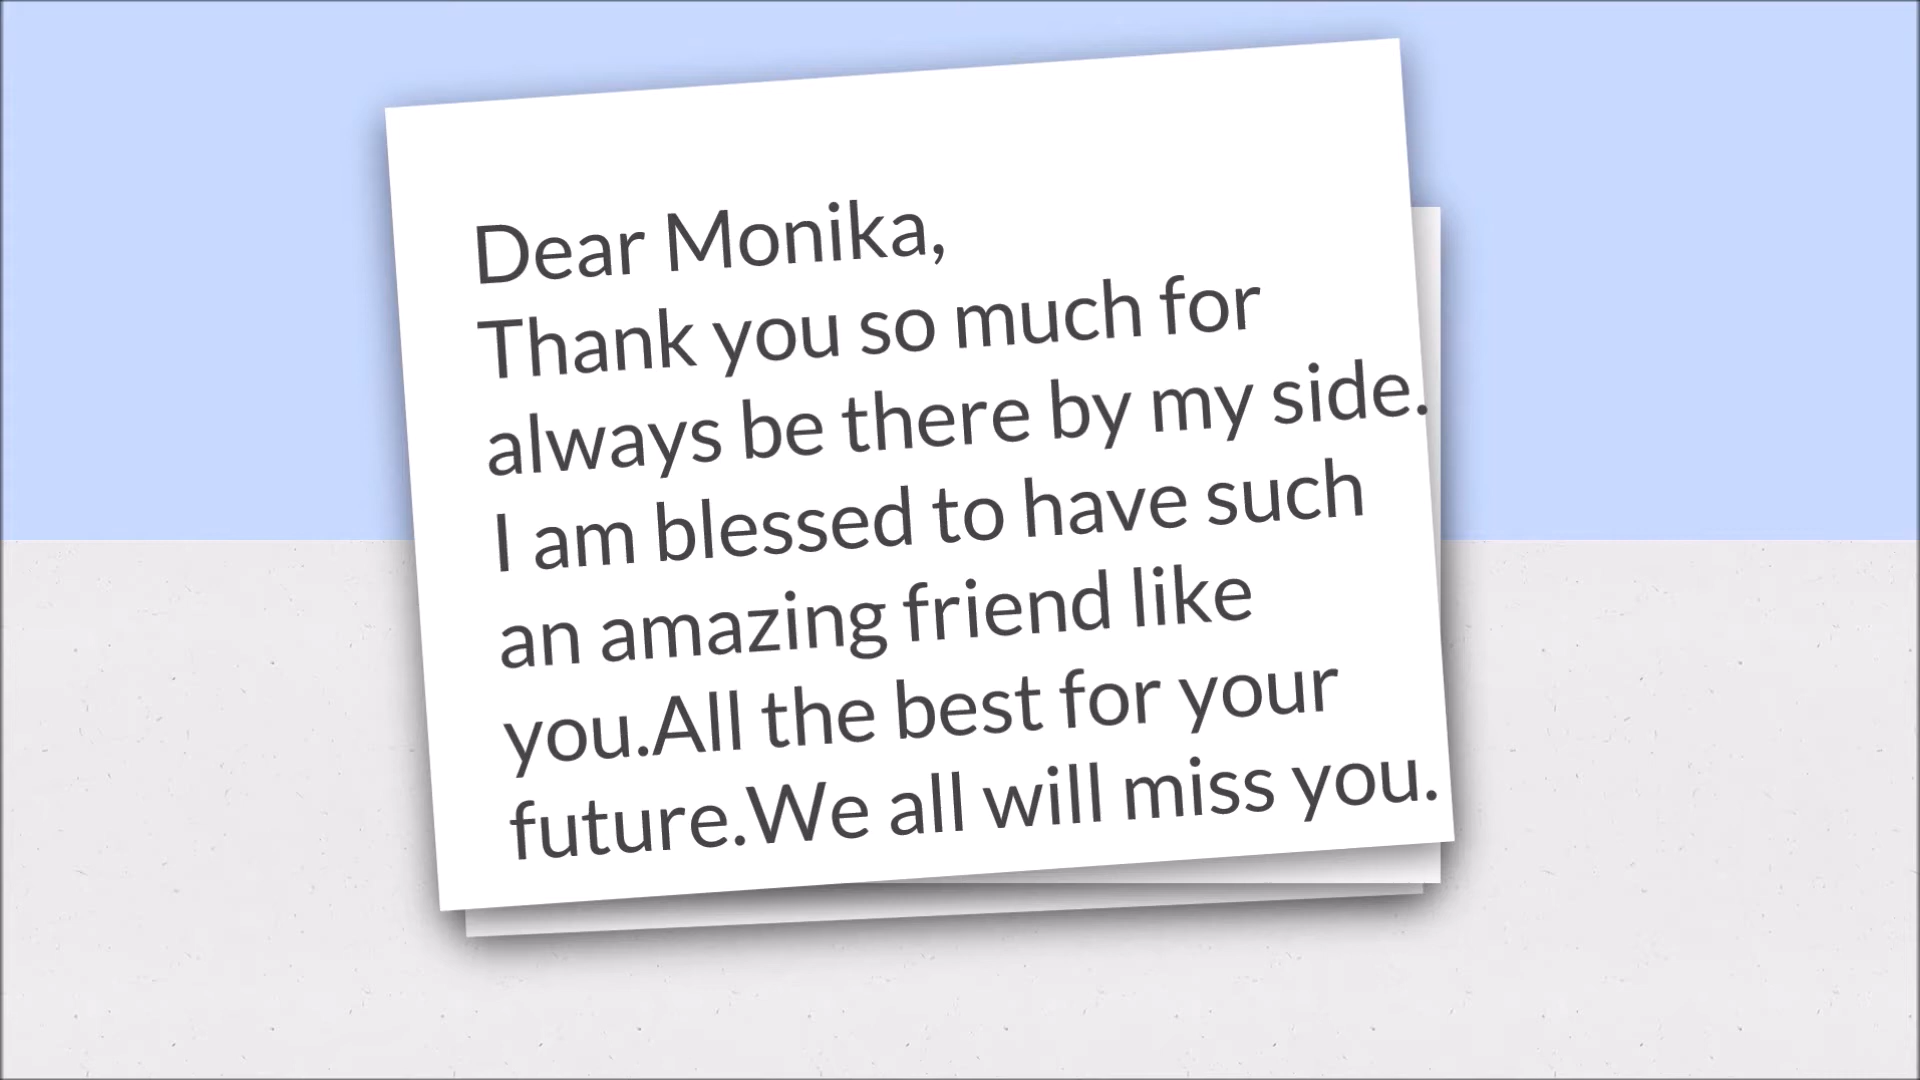 Dear Monika,
Thank you so much for
always be there by my side.
I am blessed to have such
an amazing friend like
you.All the best for your
future.We all will miss you.